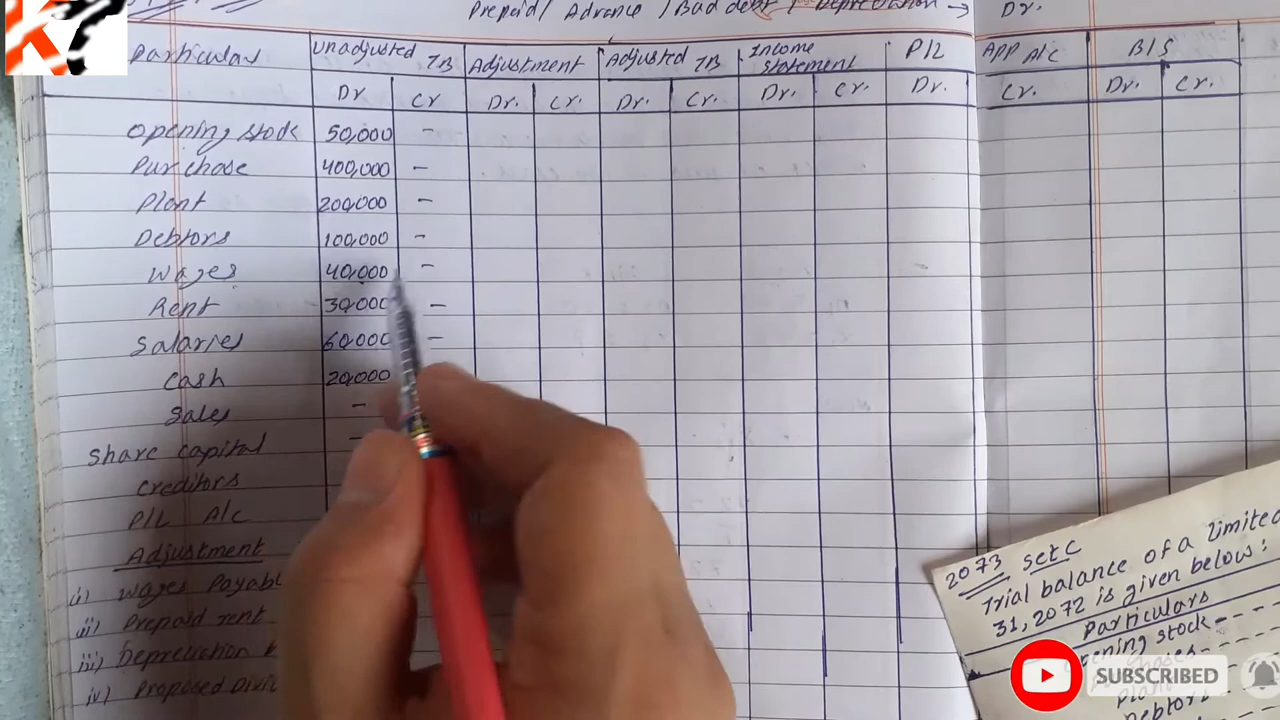 Prepaid / Advance / Bad debt / Depreciation → Dr.
Particular Unadjusted TB Adjustment Adjusted TB Income statement P/L APP A/C B/S
Dr Cr Dr. Cr. Dr. Cr. Dr. Cr. Dr. Cr. Dr. Cr.
Opening stock 50,000 -
Purchase 400,000 -
Plant 200,000 -
Debtors 100,000 -
Wages 40,000 -
Rent 30,000 -
Salaries 60,000 -
Cash 20,000
Sales -
Share capital -
Creditors
P/L A/c
Adjustment
i) Wages Payabl
ii) Prepaid rent
iii) Depretiation
iv) Proposed Divi
2073 set C
Trial balance of a limited
31, 2072 is given below:
Particulars
opening stock - - -
Plant
Debtors
SUBSCRIBED